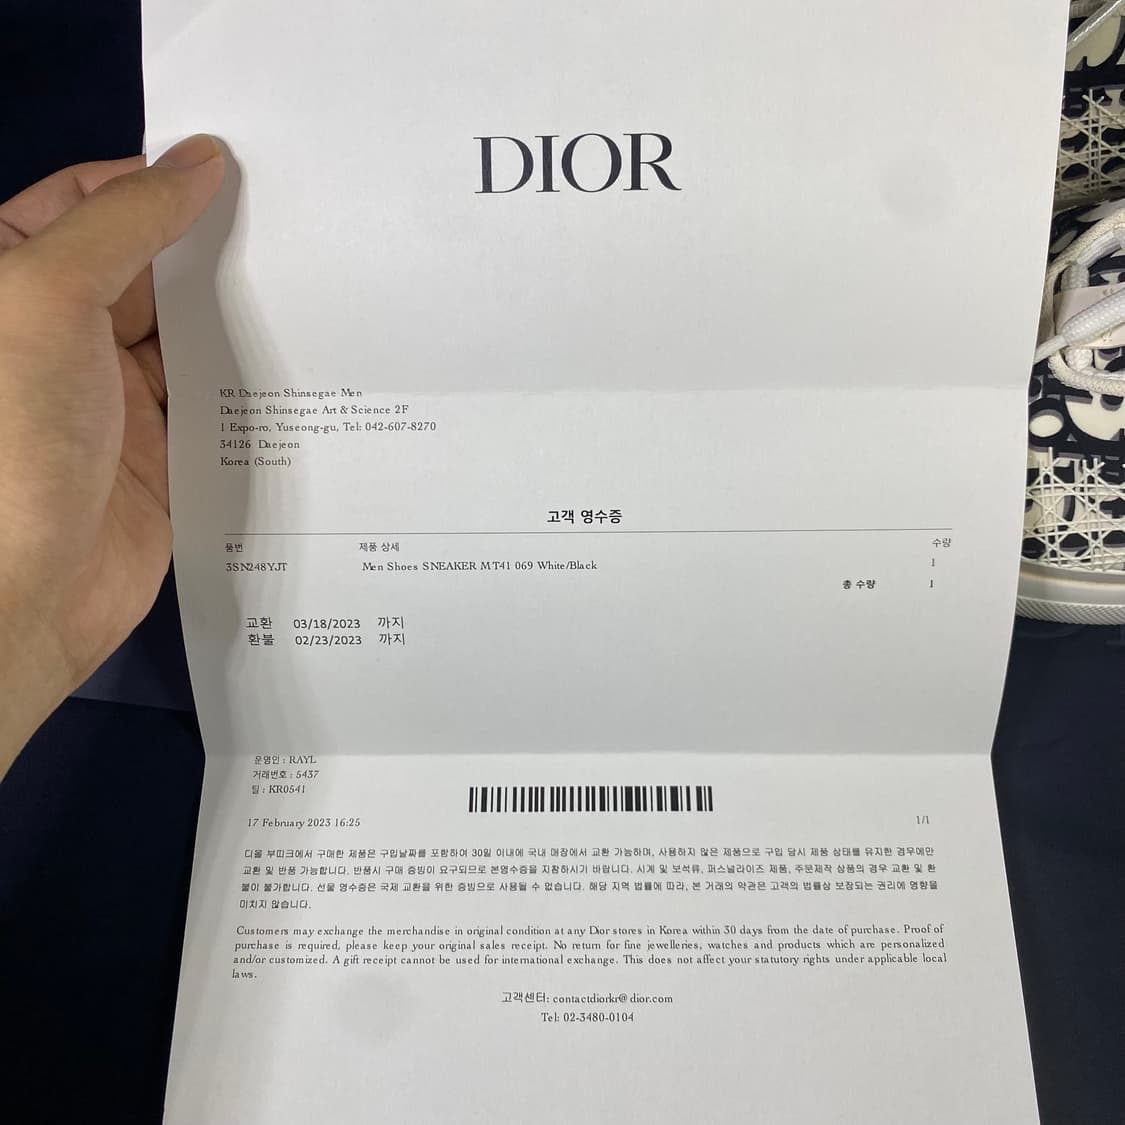 DIOR
KR Daejeon Shinsegae Men
Daejeon Shinsegae Art & Science 2F
1 Expo-ro, Yuseong-gu, Tel: 042-607-8270
34126 Daejeon
Korea (South)
고객 영수증
품번 제품 상세 수량
3SN248YJT Men Shoes SNEAKER MT41 069 White/Black 1
총 수량 1
교환 03/18/2023 까지
환불 02/23/2023 까지
운영인 : RAYL
거래번호 : 5437
틸 : KR0541
17 February 2023 16:25 1/1
디올 부띠크에서 구매한 제품은 구입날짜를 포함하여 30일 이내에 국내 매장에서 교환 가능하며, 사용하지 않은 제품으로 구입 당시 제품 상태를 유지한 경우에만
교환 및 반품 가능합니다. 반품시 구매 증빙이 요구되므로 본영수증을 지참하시기 바랍니다. 시계 및 보석류, 퍼스널라이즈 제품, 주문제작 상품의 경우 교환 및 환
불이 불가합니다. 선물 영수증은 국제 교환을 위한 증빙으로 사용될 수 없습니다. 해당 지역 법률에 따라, 본 거래의 약관은 고객의 법률상 보장되는 권리에 영향을
미치지 않습니다.
Customers may exchange the merchandise in original condition at any Dior stores in Korea within 30 days from the date of purchase. Proof of
purchase is required, please keep your original sales receipt. No return for fine jewelleries, watches and products which are personalized
and/or customized. A gift receipt cannot be used for international exchange. This does not affect your statutory rights under applicable local
laws.
고객센터: contactdiorkr@dior.com
Tel: 02-3480-0104